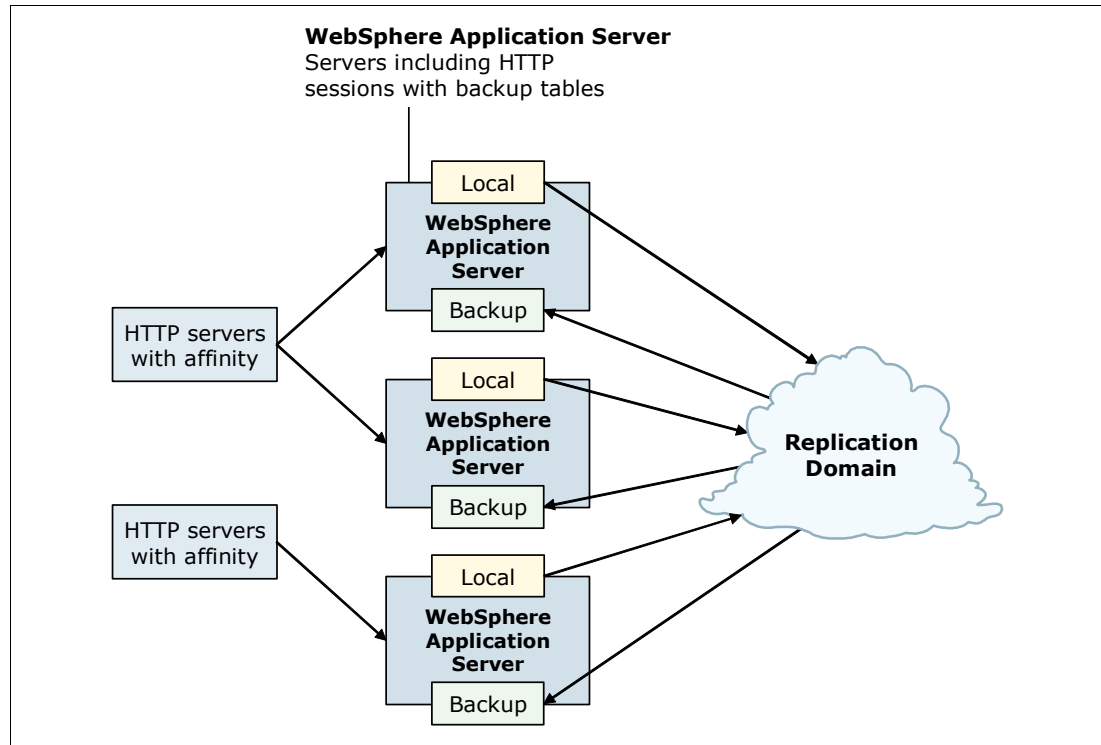 WebSphere Application Server
Servers including HTTP
sessions with backup tables
Local
WebSphere
Application
Server
Backup
HTTP servers
with affinity
Local
WebSphere
Application
Server
Backup
Replication
Domain
HTTP servers
with affinity
Local
WebSphere
Application
Server
Backup